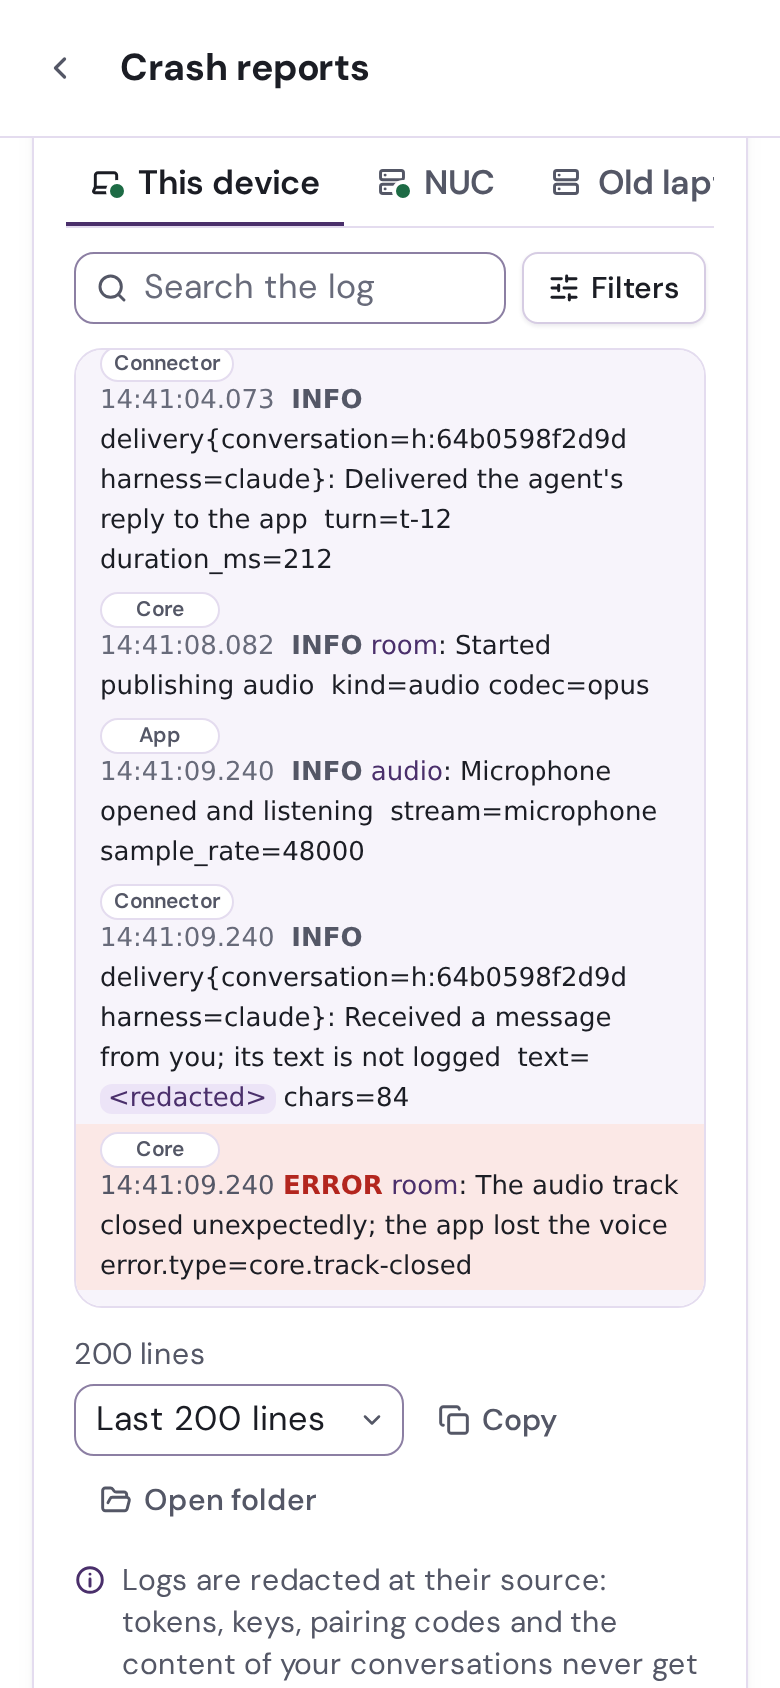 Crash reports
This device
NUC
Old lap
Search the log
Filters
Connector
14:41:04.073 INFO
delivery{conversation=h:64b0598f2d9d
harness=claude}: Delivered the agent's
reply to the app turn=t-12
duration_ms=212
Core
14:41:08.082 INFO room: Started
publishing audio kind=audio codec=opus
App
14:41:09.240 INFO audio: Microphone
opened and listening stream=microphone
sample_rate=48000
Connector
14:41:09.240 INFO
delivery{conversation=h:64b0598f2d9d
harness=claude}: Received a message
from you; its text is not logged text=
<redacted> chars=84
Core
14:41:09.240 ERROR room: The audio track
closed unexpectedly; the app lost the voice
error.type=core.track-closed
200 lines
Last 200 lines
Copy
Open folder
Logs are redacted at their source:
tokens, keys, pairing codes and the
content of your conversations never get